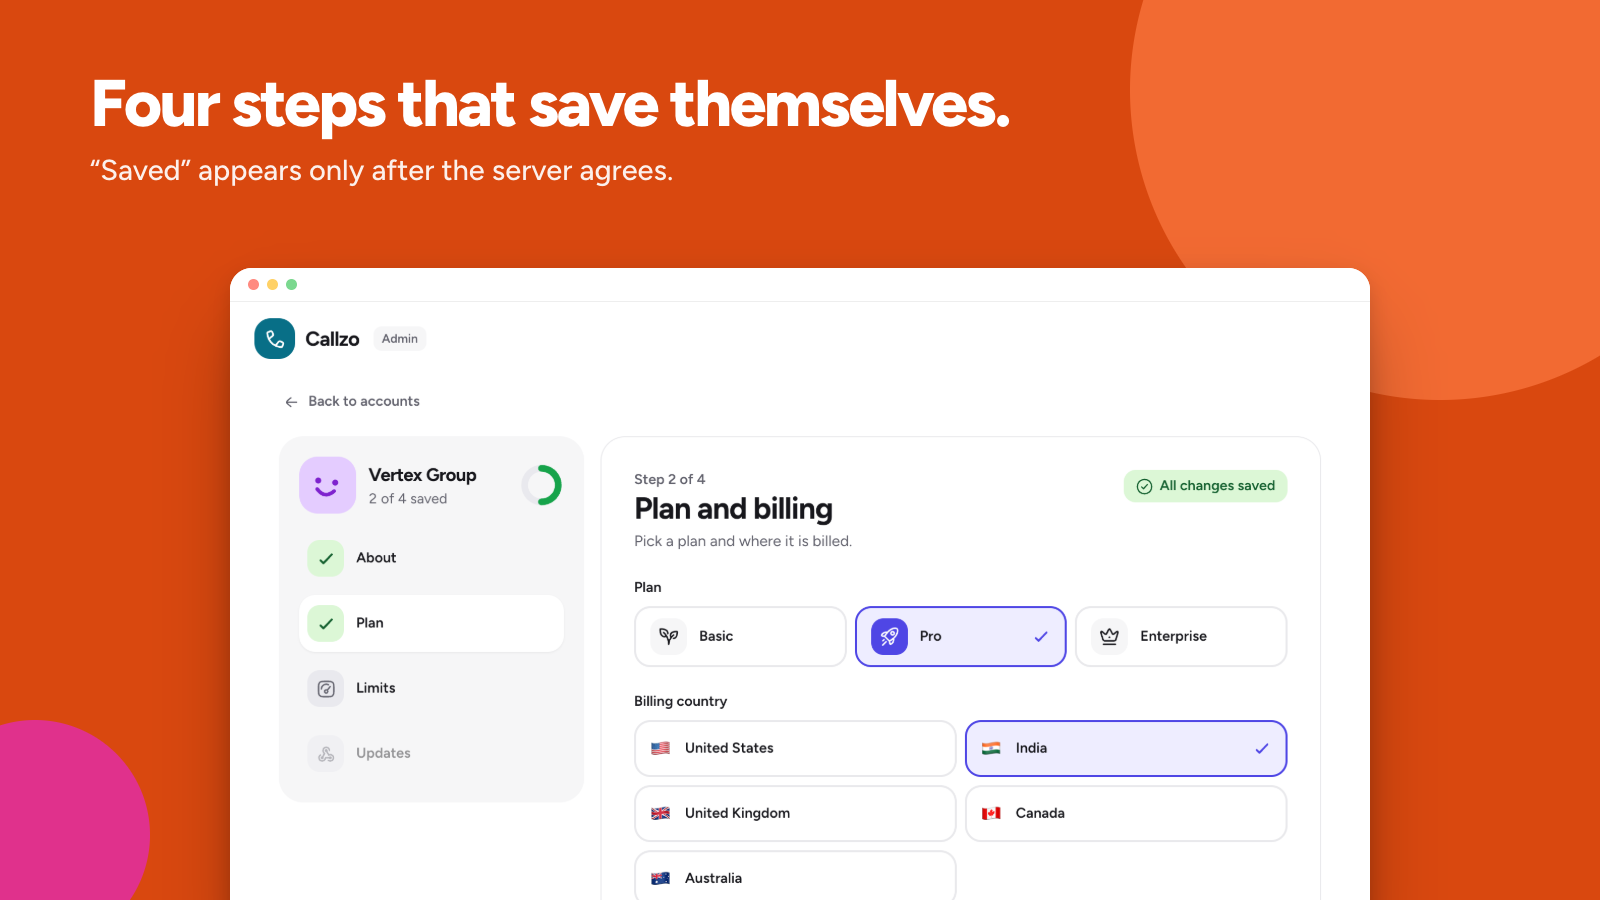 Four steps that save themselves.
“Saved” appears only after the server agrees.
Callzo Admin
Back to accounts
Vertex Group
2 of 4 saved
About
Plan
Limits
Updates
Step 2 of 4
All changes saved
Plan and billing
Pick a plan and where it is billed.
Plan
Basic Pro Enterprise
Billing country
United States India
United Kingdom Canada
Australia